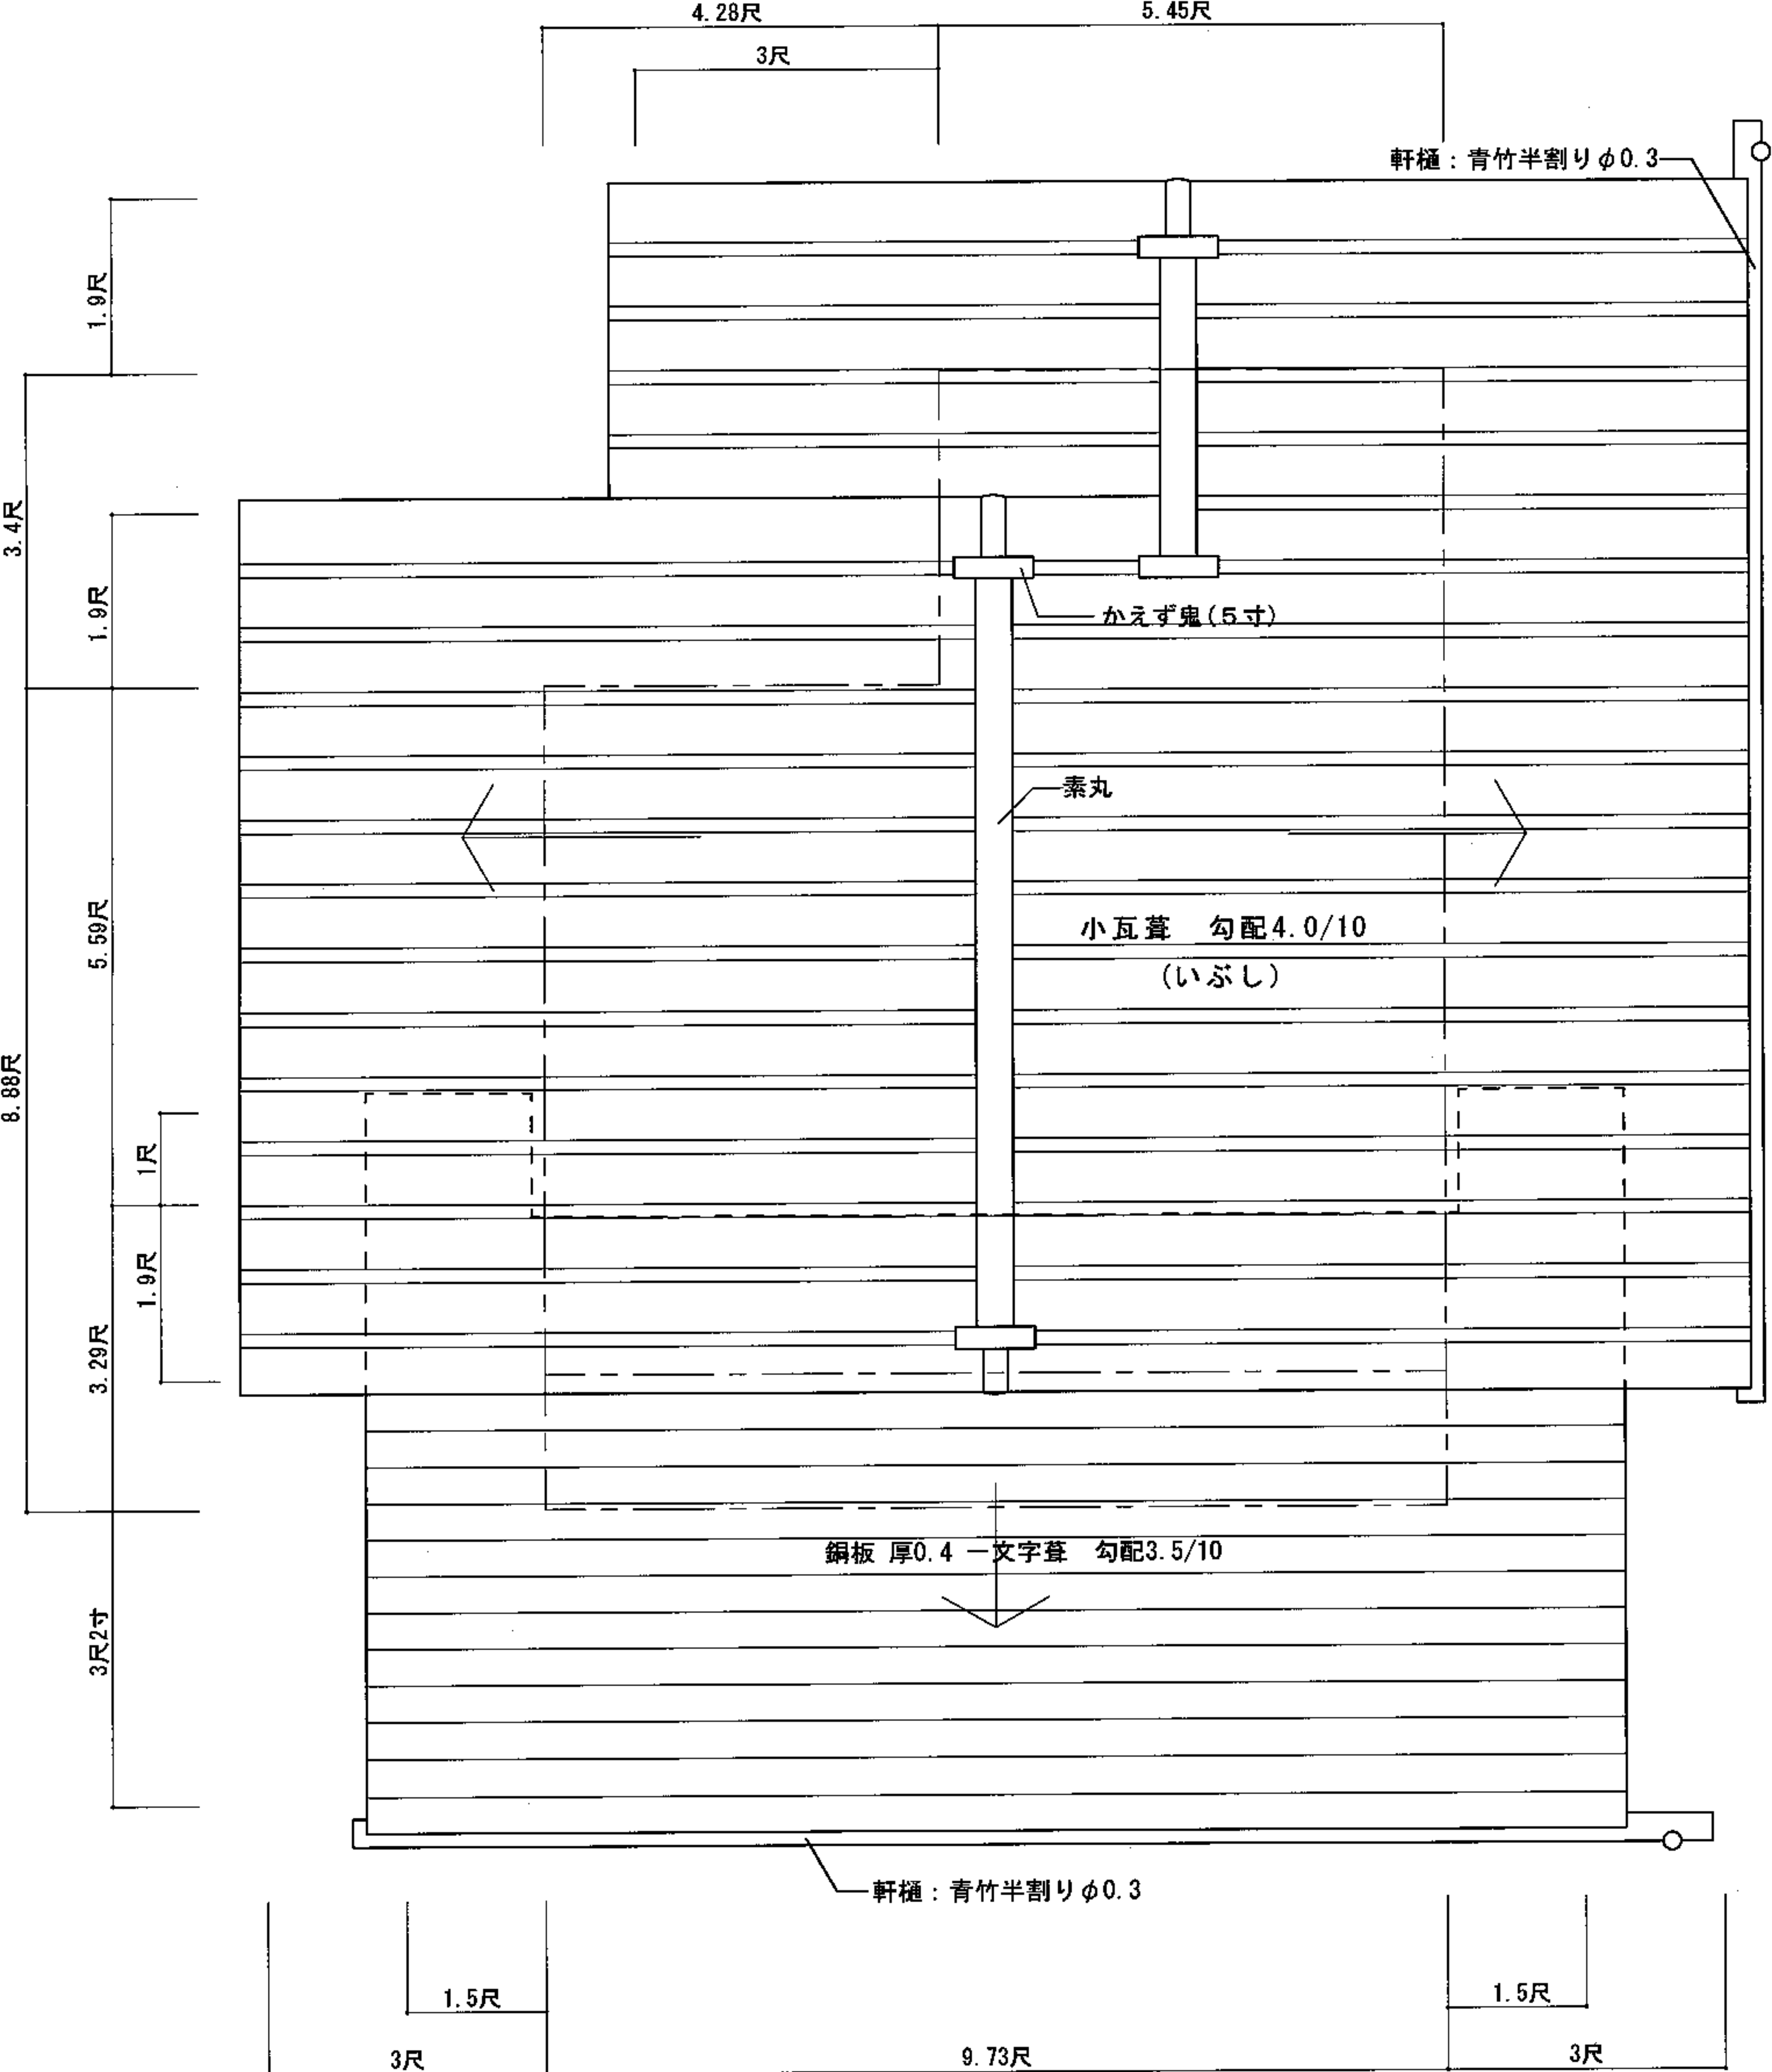 4.28尺
5.45尺
3尺
軒樋：青竹半割りφ0.3
1.9尺
3.4尺
1.9尺
かえず鬼(5寸)
素丸
5.59尺
小瓦葺 勾配4.0/10
(いぶし)
8.88尺
1尺
1.9尺
3.29尺
銅板 厚0.4 一文字葺 勾配3.5/10
3尺2寸
軒樋：青竹半割りφ0.3
1.5尺
1.5尺
3尺
9.73尺
3尺